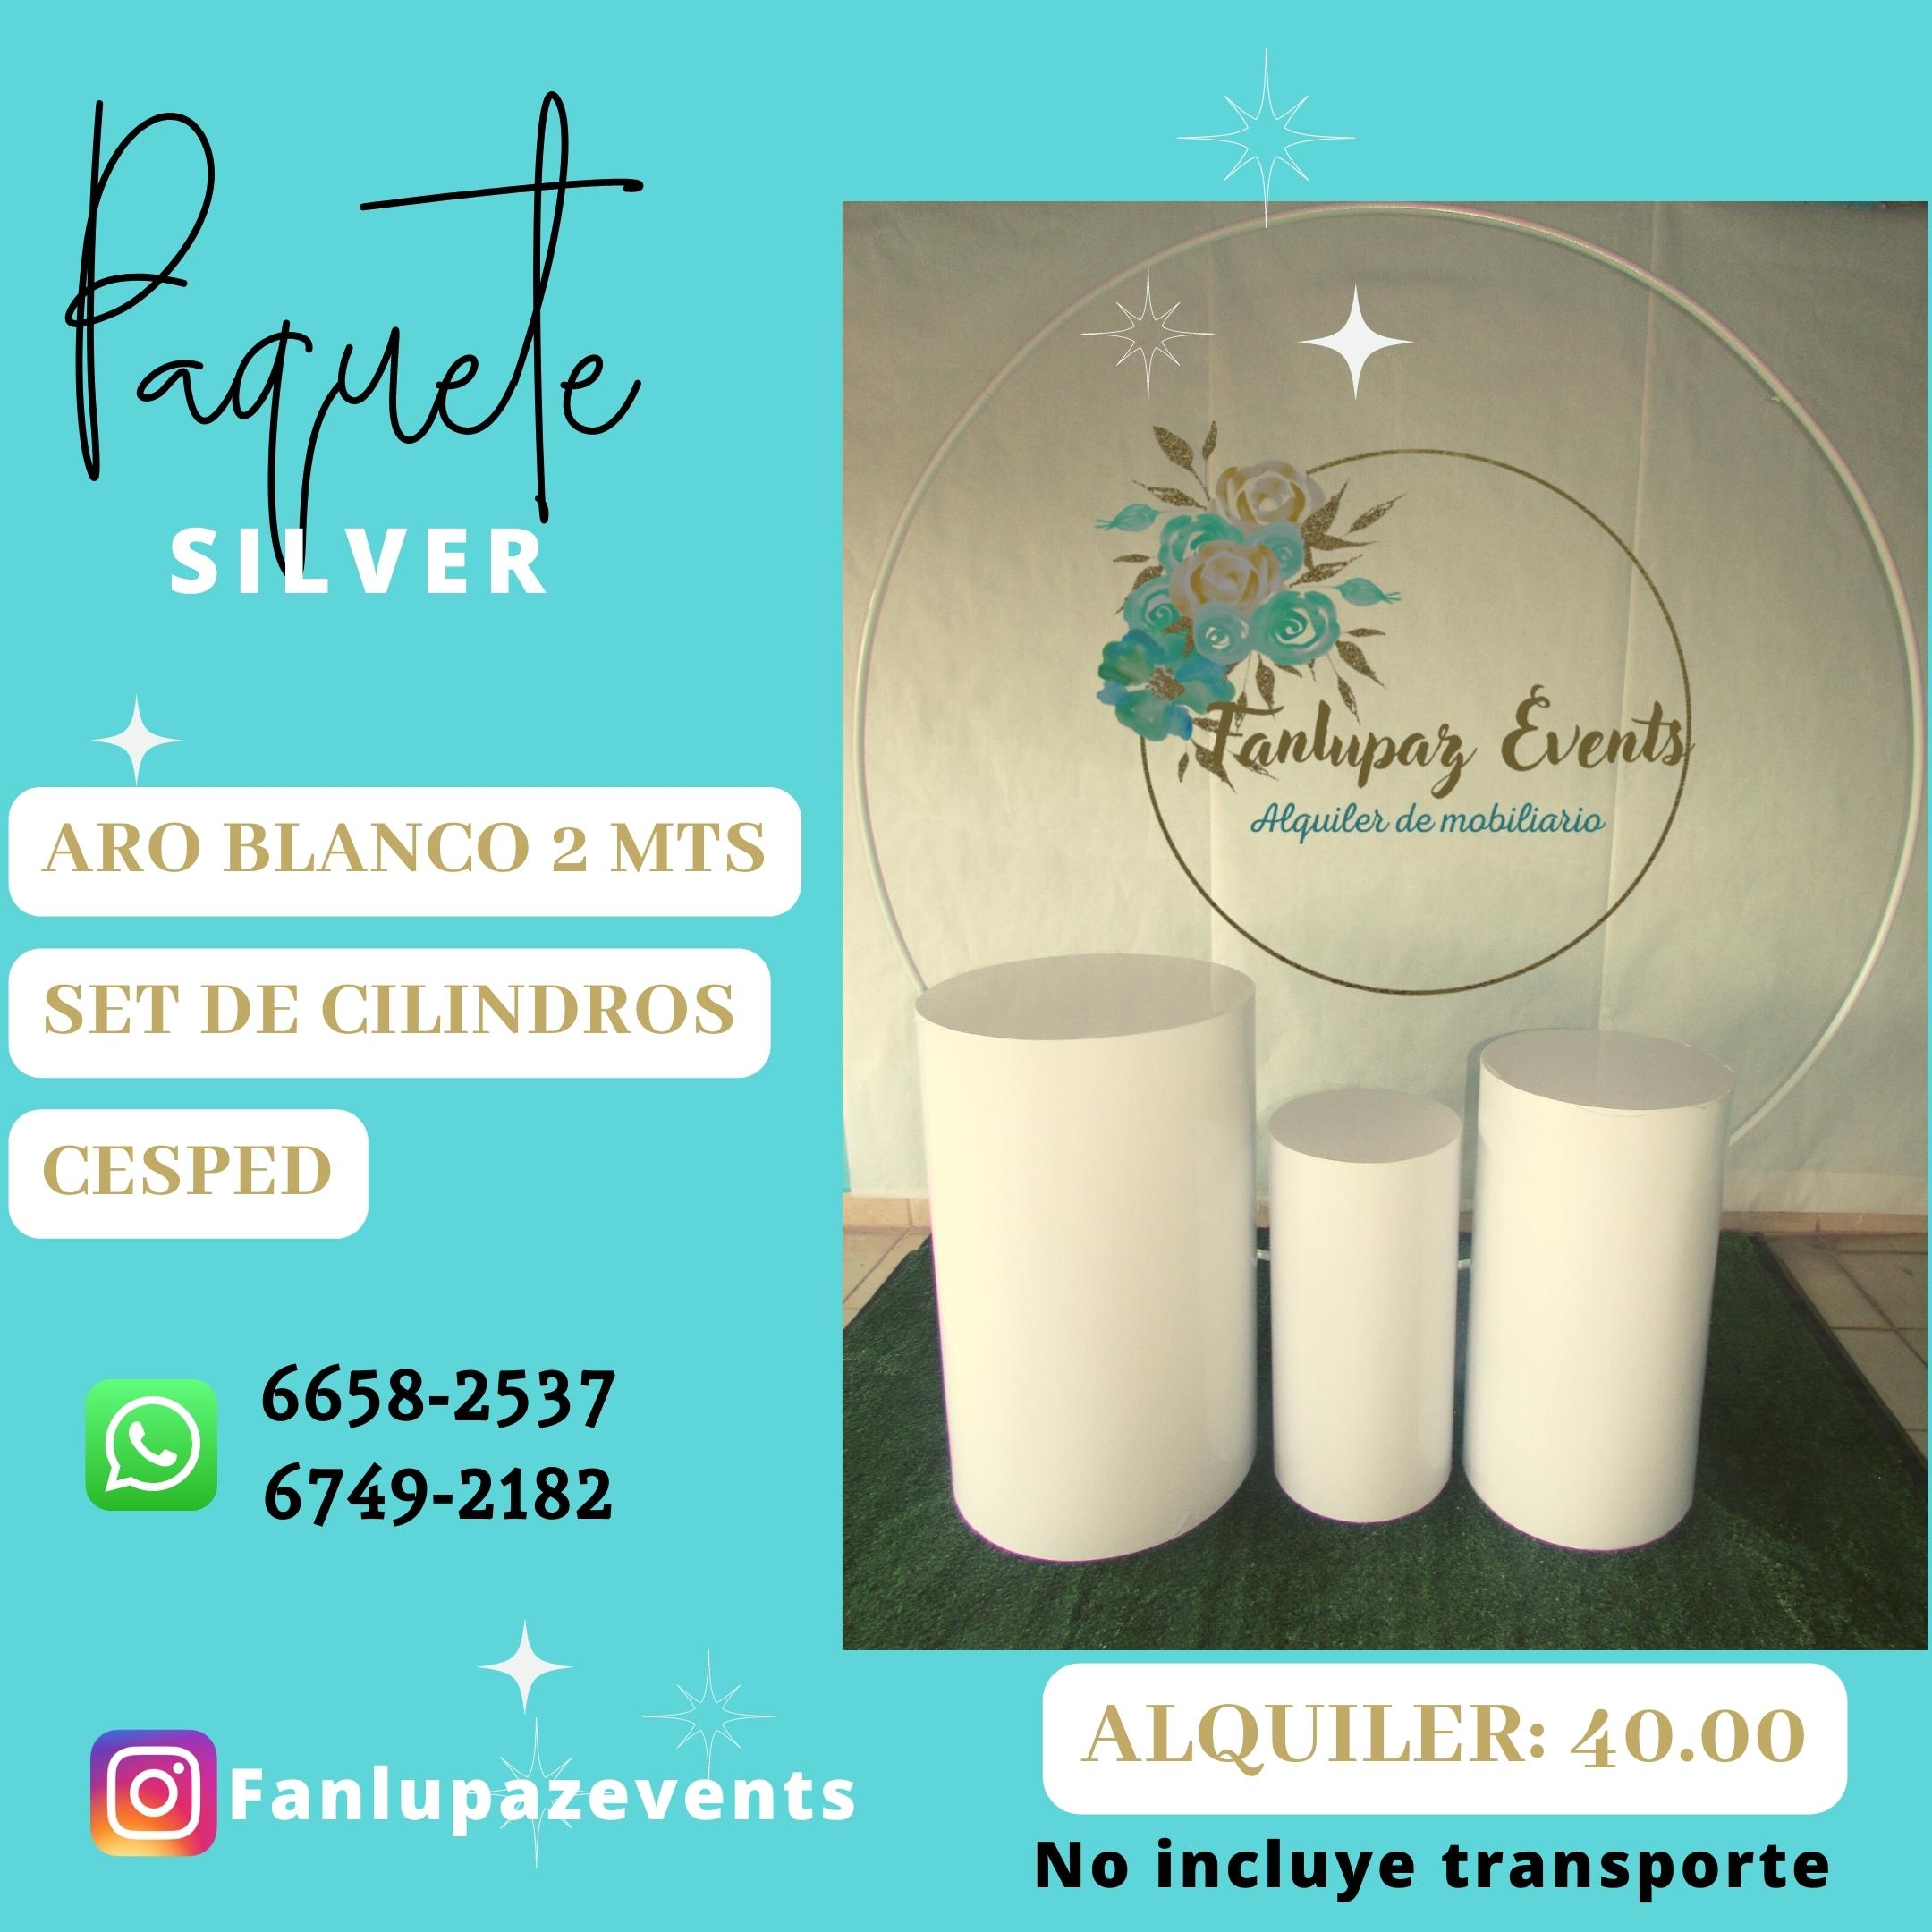 Paquete
SILVER
ARO BLANCO 2 MTS
SET DE CILINDROS
CESPED
6658-2537
6749-2182
Fanlupazevents
Fanlupaz Events
Alquiler de mobiliario
ALQUILER: 40.00
No incluye transporte